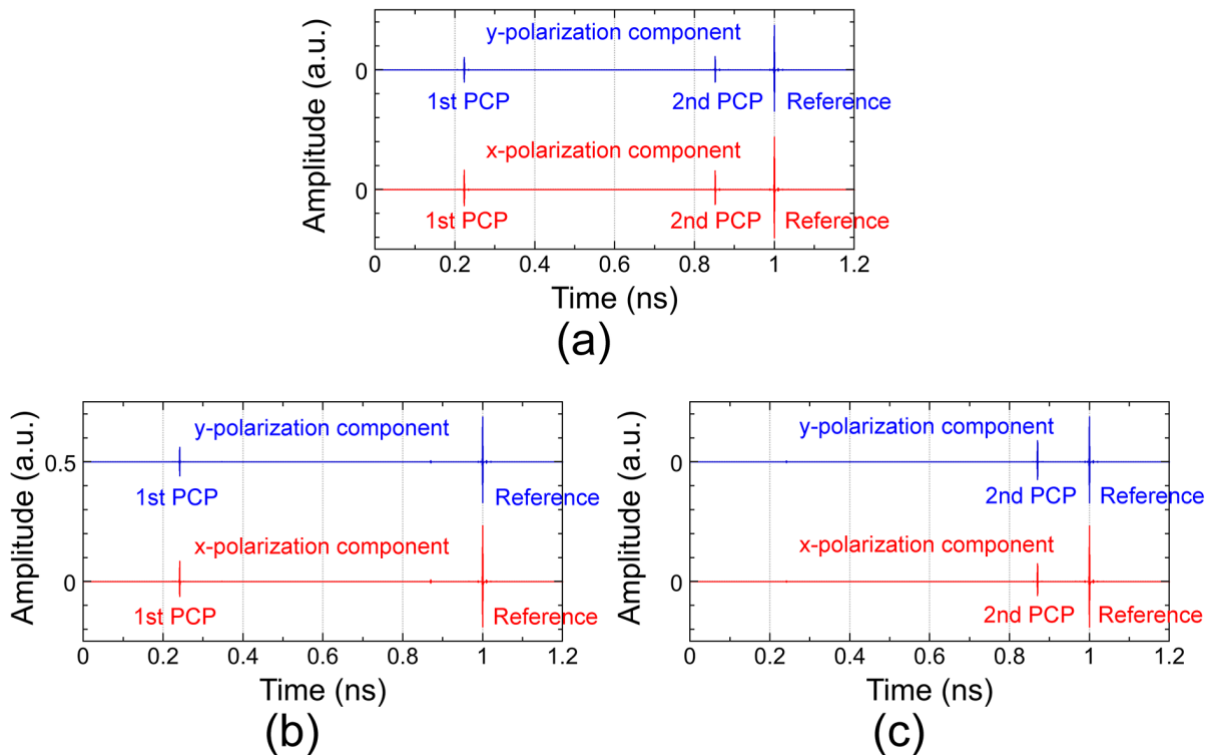 Amplitude (a.u.)
y-polarization component
0
1st PCP 2nd PCP Reference
x-polarization component
0
1st PCP 2nd PCP Reference
0 0.2 0.4 0.6 0.8 1 1.2
Time (ns)
(a)
Amplitude (a.u.)
y-polarization component
0.5
1st PCP Reference
x-polarization component
0
1st PCP Reference
0 0.2 0.4 0.6 0.8 1 1.2
Time (ns)
(b)
Amplitude (a.u.)
y-polarization component
0
2nd PCP Reference
x-polarization component
0
2nd PCP Reference
0 0.2 0.4 0.6 0.8 1 1.2
Time (ns)
(c)